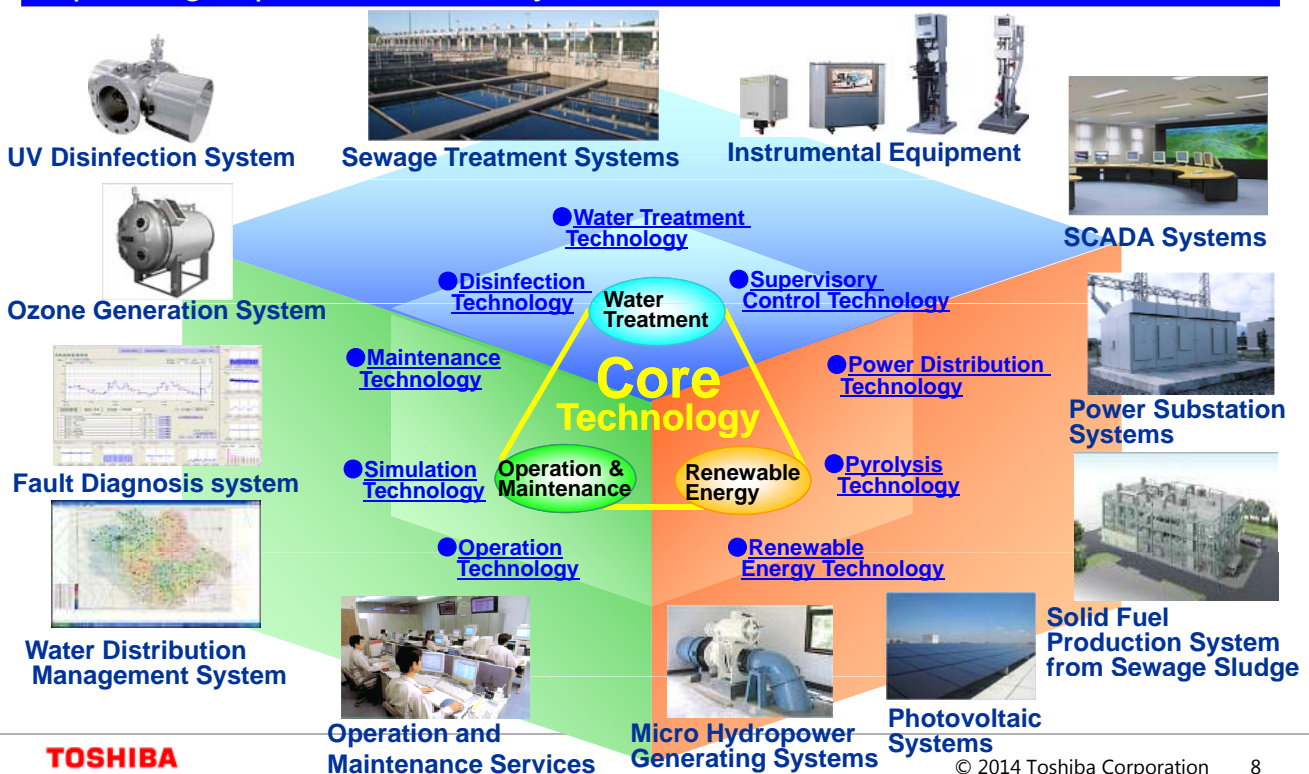 UV Disinfection System
Sewage Treatment Systems
Instrumental Equipment
SCADA Systems
●Water Treatment
Technology
●Disinfection
Technology
●Supervisory
Control Technology
Water
Treatment
Ozone Generation System
●Maintenance
Technology
Core
Technology
●Power Distribution
Technology
Power Substation
Systems
Fault Diagnosis system
●Simulation
Technology
Operation &
Maintenance
Renewable
Energy
●Pyrolysis
Technology
●Operation
Technology
●Renewable
Energy Technology
Water Distribution
Management System
Solid Fuel
Production System
from Sewage Sludge
Operation and
Maintenance Services
Micro Hydropower
Generating Systems
Photovoltaic
Systems
TOSHIBA
© 2014 Toshiba Corporation 8